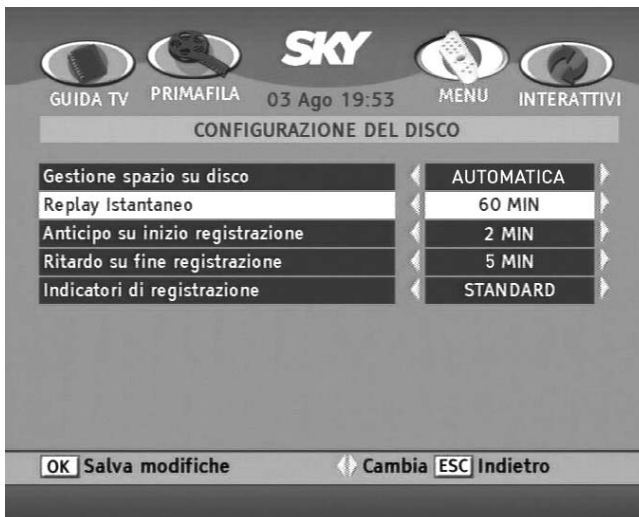 SKY
GUIDA TV PRIMAFILA 03 Ago 19:53 MENU INTERATTIVI
CONFIGURAZIONE DEL DISCO
Gestione spazio su disco AUTOMATICA
Replay Istantaneo 60 MIN
Anticipo su inizio registrazione 2 MIN
Ritardo su fine registrazione 5 MIN
Indicatori di registrazione STANDARD
OK Salva modifiche Cambia ESC Indietro